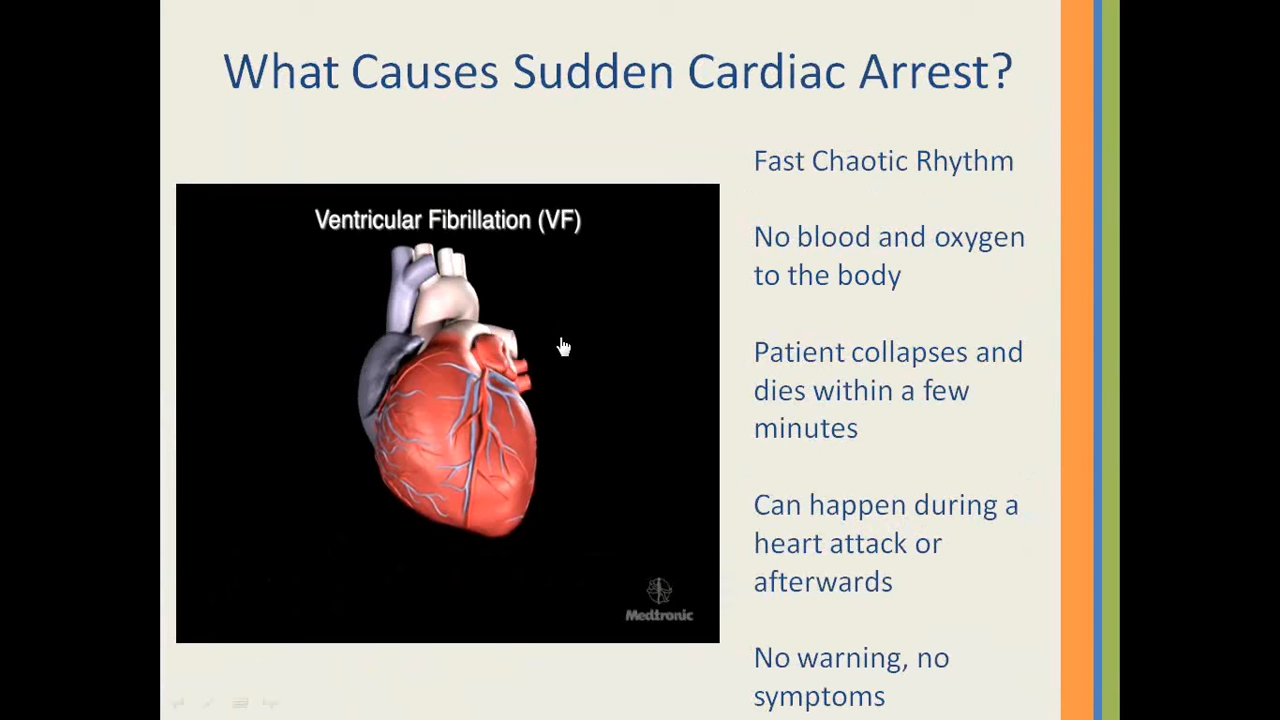 What Causes Sudden Cardiac Arrest?
Ventricular Fibrillation (VF)
Medtronic
Fast Chaotic Rhythm
No blood and oxygen
to the body
Patient collapses and
dies within a few
minutes
Can happen during a
heart attack or
afterwards
No warning, no
symptoms